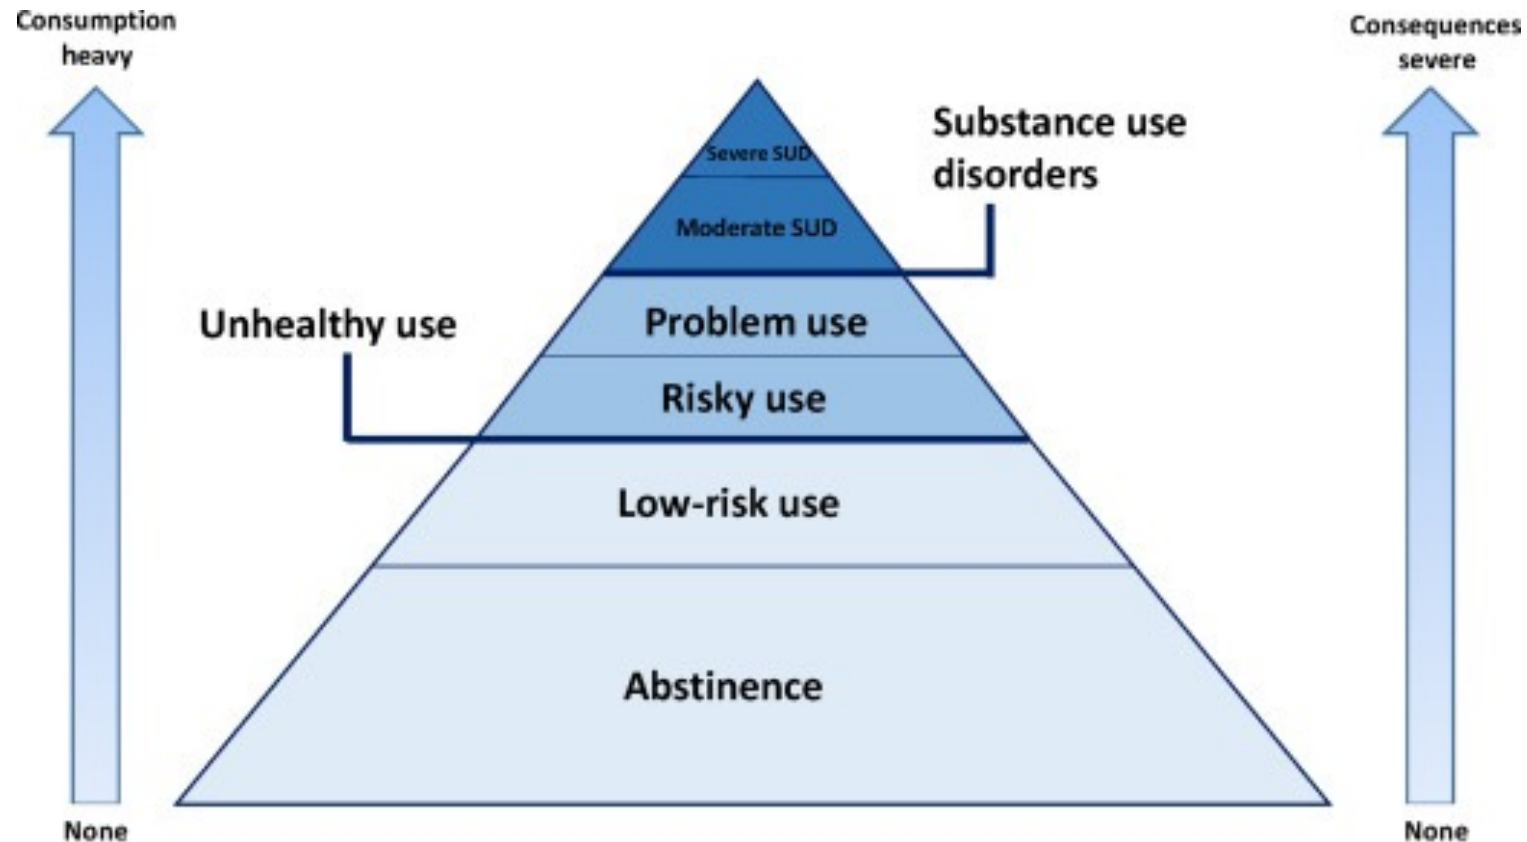 Consumption
heavy
Consequences
severe
Substance use
disorders
Severe SUD
Moderate SUD
Unhealthy use
Problem use
Risky use
Low-risk use
Abstinence
None
None